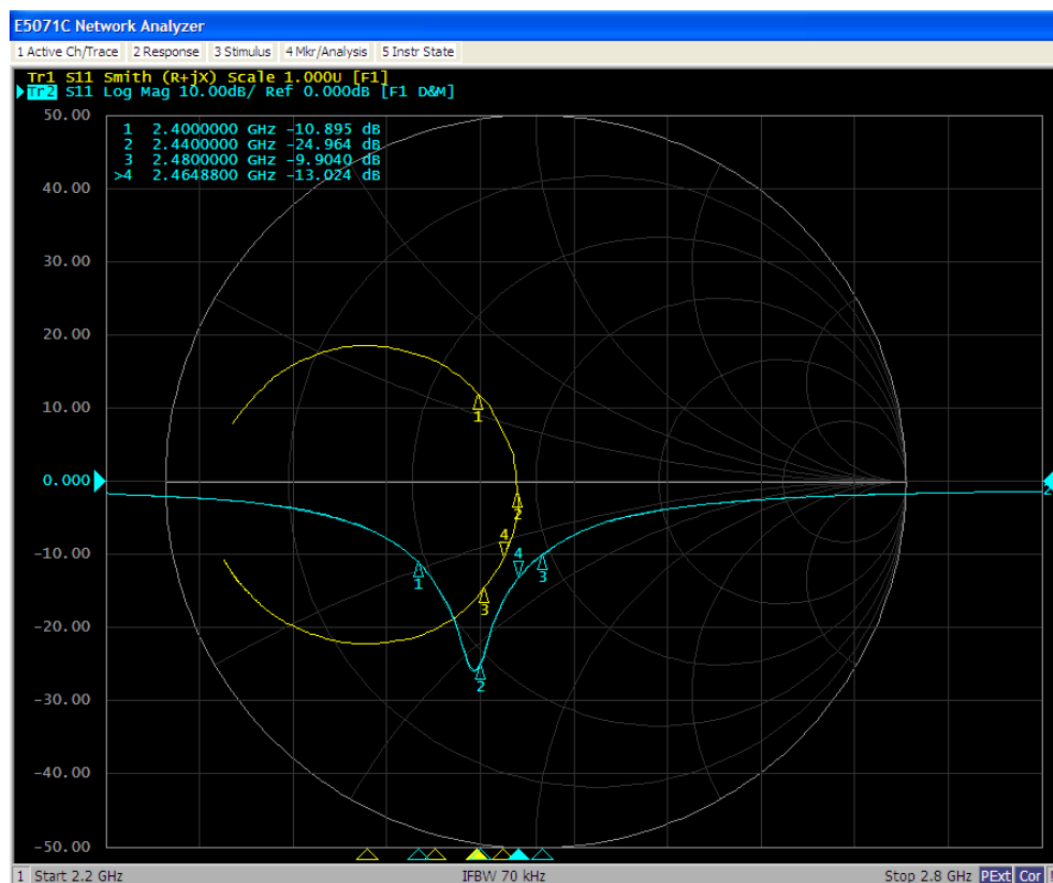 E5071C Network Analyzer
1 Active Ch/Trace 2 Response 3 Stimulus 4 Mkr/Analysis 5 Instr State
Tr1 S11 Smith (R+jX) Scale 1.000U [F1]
Tr2 S11 Log Mag 10.00dB/ Ref 0.000dB [F1 D&M]
50.00
1 2.4000000 GHz -10.895 dB
2 2.4400000 GHz -24.964 dB
3 2.4800000 GHz -9.9040 dB
>4 2.4648800 GHz -13.024 dB
40.00
30.00
20.00
10.00
1
0.000
2
2
4
-10.00
4
1
3
3
-20.00
2
-30.00
-40.00
-50.00
1 Start 2.2 GHz IFBW 70 kHz Stop 2.8 GHz PExt Cor